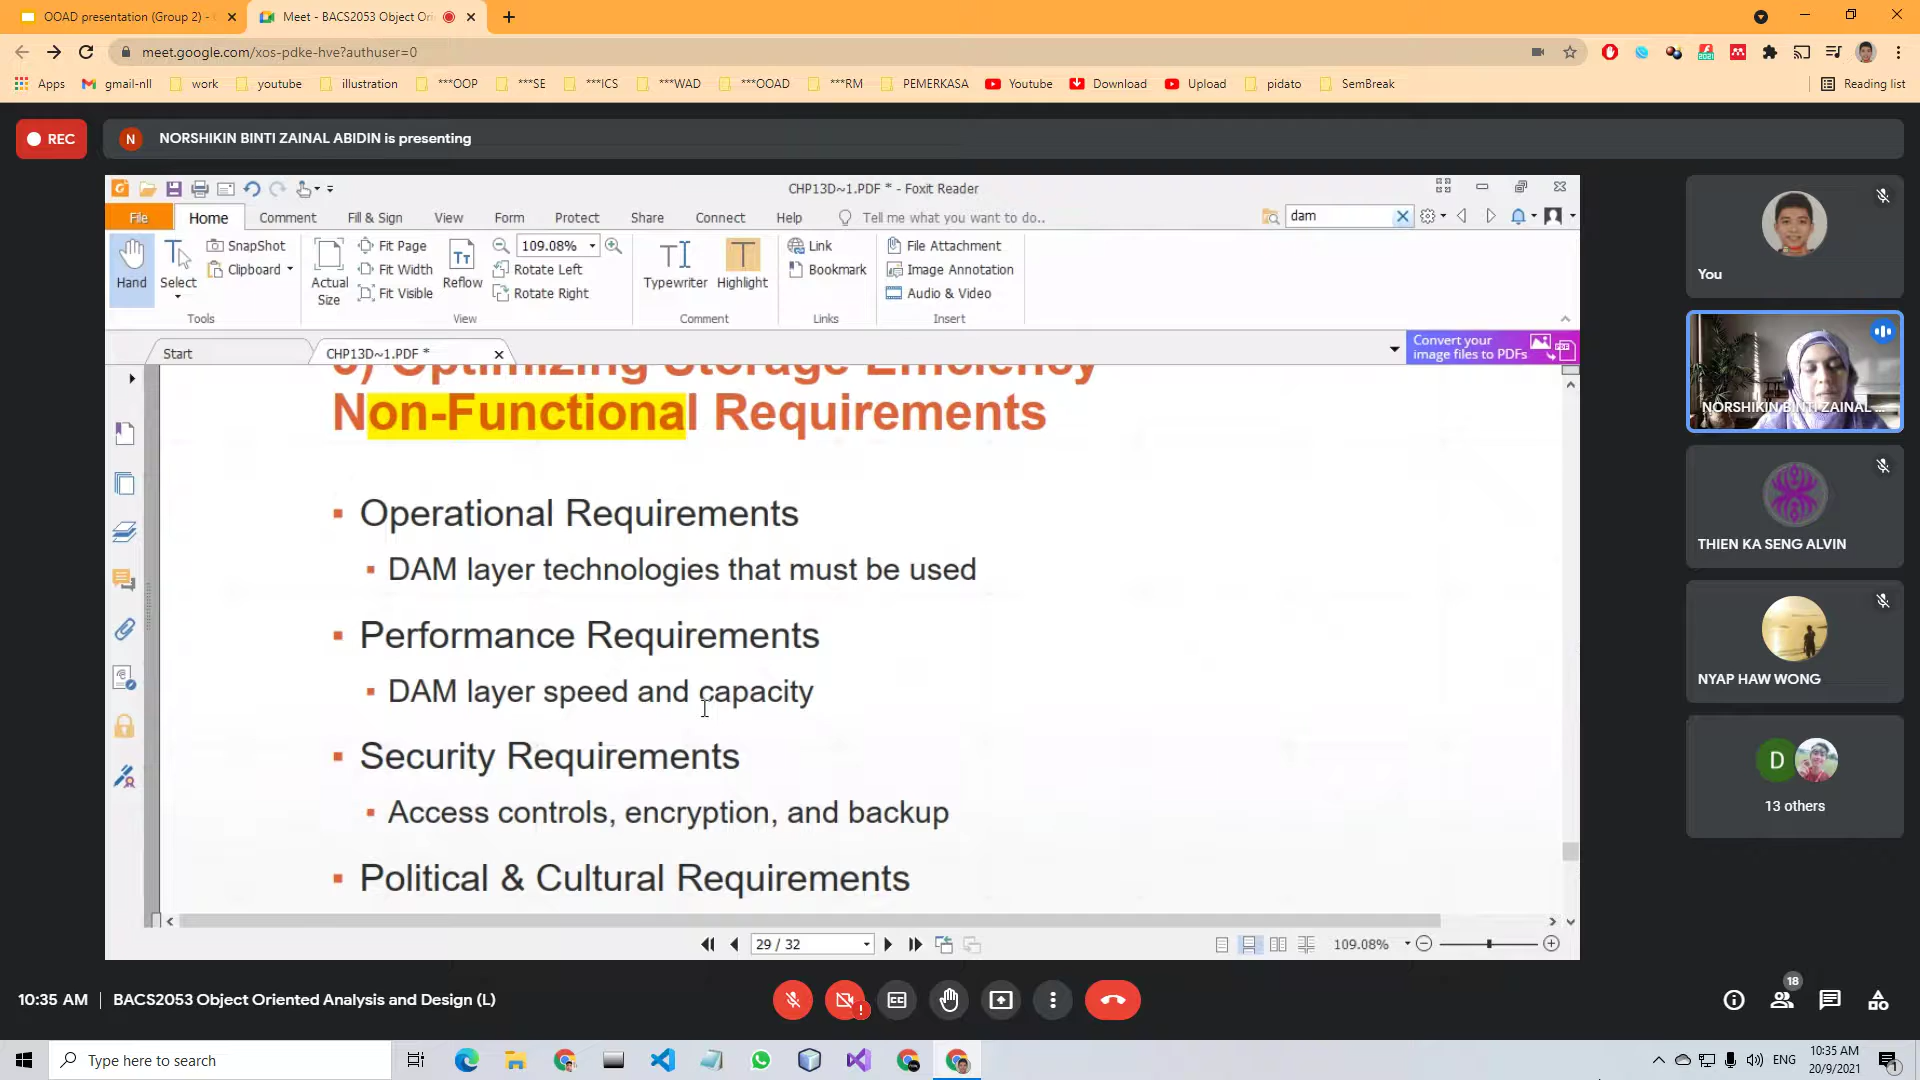 OOAD presentation (Group 2) -
Meet - BACS2053 Object Ori
meet.google.com/xos-pdke-hve?authuser=0
Apps
gmail-nll
work
youtube
illustration
***OOP
***SE
***ICS
***WAD
***OOAD
***RM
PEMERKASA
Youtube
Download
Upload
pidato
SemBreak
Reading list
REC
N
NORSHIKIN BINTI ZAINAL ABIDIN is presenting
CHP13D~1.PDF * - Foxit Reader
File
Home
Comment
Fill & Sign
View
Form
Protect
Share
Connect
Help
Tell me what you want to do..
dam
Hand
Select
SnapShot
Clipboard
Tools
Actual
Size
Fit Page
Fit Width
Fit Visible
Reflow
109.08%
Rotate Left
Rotate Right
View
Typewriter
Highlight
Comment
Link
Bookmark
Links
File Attachment
Image Annotation
Audio & Video
Insert
Start
CHP13D~1.PDF *
Convert your
image files to PDFs
Optimizing Storage Efficiency
Non-Functional Requirements
Operational Requirements
DAM layer technologies that must be used
Performance Requirements
DAM layer speed and capacity
Security Requirements
Access controls, encryption, and backup
Political & Cultural Requirements
29 / 32
109.08%
You
NORSHIKIN BINTI ZAINAL ...
THIEN KA SENG ALVIN
NYAP HAW WONG
D
13 others
10:35 AM
BACS2053 Object Oriented Analysis and Design (L)
18
Type here to search
ENG
10:35 AM
20/9/2021
1